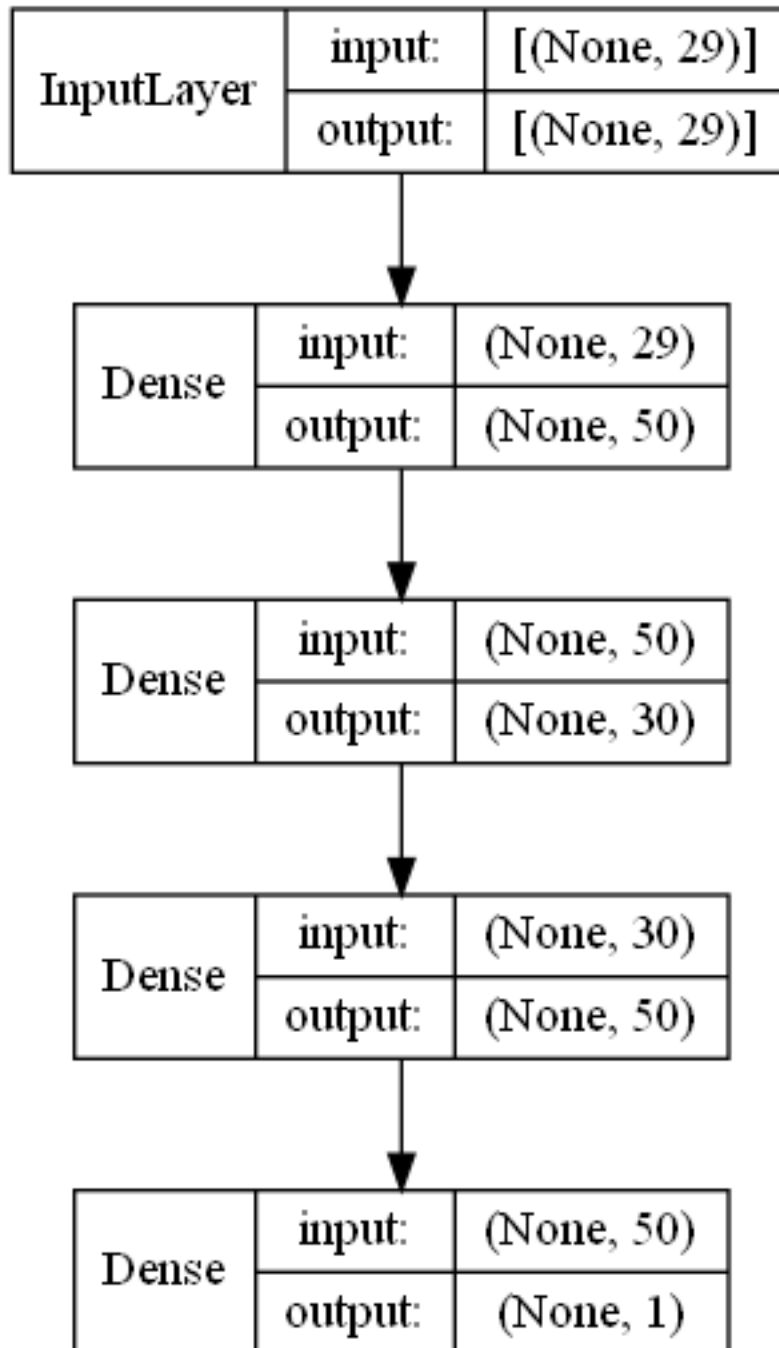 InputLayer
input: [(None, 29)]
output: [(None, 29)]
Dense
input: (None, 29)
output: (None, 50)
Dense
input: (None, 50)
output: (None, 30)
Dense
input: (None, 30)
output: (None, 50)
Dense
input: (None, 50)
output: (None, 1)